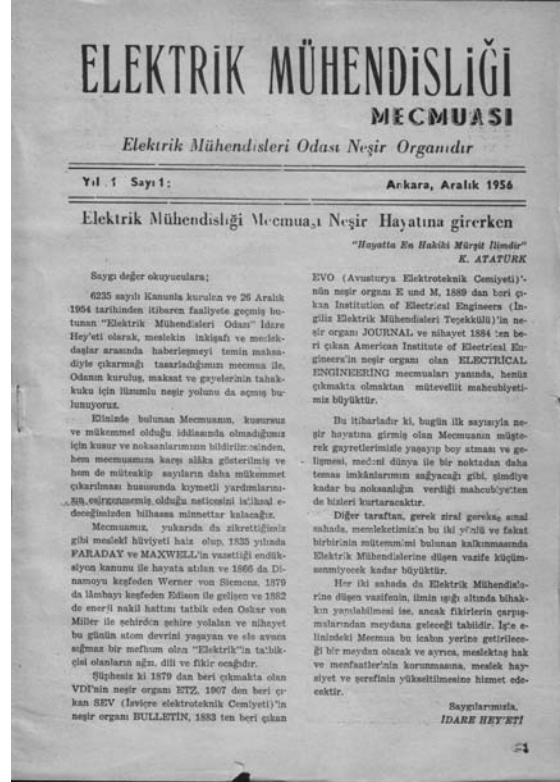 ELEKTRİK MÜHENDİSLİĞİ
MECMUASI
Elektrik Mühendisleri Odası Neşir Organıdır
Yıl 1 Sayı 1:
Ankara, Aralık 1956
Elektrik Mühendisliği Mecmuası Neşir Hayatına girerken
"Hayatta En Hakiki Mürşit İlimdir"
K. ATATÜRK
Saygı değer okuyuculara;
6235 sayılı Kanunla kurulan ve 26 Aralık
1954 tarihinden itibaren faaliyete geçmiş bu-
lunan "Elektrik Mühendisleri Odası" İdare
Hey'eti olarak, meslekin inkişafı ve meslek-
daşlar arasında haberleşmeyi temin maksa-
diyle çıkarmağı tasarladığımız mecmua ile,
Odanın kuruluş, maksat ve gayelerinin tahak-
kuku için lüzumlu neşir yolunu da açmış bu-
lunuyoruz.
Elinizde bulunan Mecmuanın, kusursuz
ve mükemmel olduğu iddiasında olmadığımız
için kusur ve noksanlarımızın bildirilmesinden,
hem mecmuamıza karşı alâka gösterilmiş ve
hem de müteakip sayıların daha mükemmet
çıkarılması hususunda kıymetli yardımlarını-
zın esirgenmemiş olduğu neticesini istihsal e-
deceğimizden bilhassa minnettar kalacağız.
Mecmuamız, yukarıda da zikrettiğimiz
gibi meslekî hüviyeti haiz olup, 1835 yılında
FARADAY ve MAXWELL'in vazettiği endük-
siyon kanunu ile hayata atılan ve 1866 da Di-
namoyu keşfeden Werner von Siemens, 1879
da lâmbayı keşfeden Edison ile gelişen ve 1882
de enerji nakil hattını tatbik eden Oskar von
Miller ile şehirden şehire yolalan ve nihayet
bu günün atom devrini yaşayan ve ele avuca
sığmaz bir mefhum olan "Elektrik"in tatbik-
çisi olanların ağzı, dili ve fikir ocağıdır.
Şüphesiz ki 1879 dan beri çıkmakta olan
VDI'nin neşir organı ETZ, 1907 den beri çı-
kan SEV (İsviçre elektroteknik Cemiyeti)'in
neşir organı BULLETİN, 1883 ten beri çıkan
EVO (Avusturya Elektroteknik Cemiyeti)'-
nün neşir organı E und M, 1889 dan beri çı-
kan Institution of Electrical Engineers (İn-
giliz Elektrik Mühendisleri Teşekkülü)'in ne-
şir organı JOURNAL ve nihayet 1884 ten be-
ri çıkan American Institute of Electrical En-
gineers'in neşir organı olan ELECTRİCAL
ENGİNEERİNG mecmuaları yanında, henüz
çıkmakta olmaktan mütevellit mahcubiyeti-
miz büyüktür.
Bu itibarladır ki, bugün ilk sayısıyla ne-
şir hayatına girmiş olan Mecmuanın müşte-
rek gayretlerimizle yaşayıp boy atması ve ge-
lişmesi, medenî dünya ile bir noktadan daha
temas imkânlarımızı sağyacağı gibi, şimdiye
kadar bu noksanlığın verdiği mahcubiyetten
de bizleri kurtaracaktır.
Diğer taraftan, gerek ziraî gerekse sınaî
sahada, memleketimizin bu iki yönlü ve fakat
birbirinin mütemmimi bulunan kalkınmasında
Elektrik Mühendislerine düşen vazife küçüm-
senmiyecek kadar büyüktür.
Her iki sahada da Elektrik Mühendisle-
rine düşen vazifenin, ilmin ışığı altında bihak-
kın yapılabilmesi ise, ancak fikirlerin çarpış-
malarından meydana geleceği tabiîdir. İşte e-
linizdeki Mecmua bu icabın yerine getirilece-
ği bir meydan olacak ve ayrıca, meslektaş hak
ve menfaatler'nin korunmasına, meslek hay-
siyet ve şerefinin yükseltilmesine hizmet ede-
cektir.
Saygılarımızla.
İDARE HEY'ETİ
1